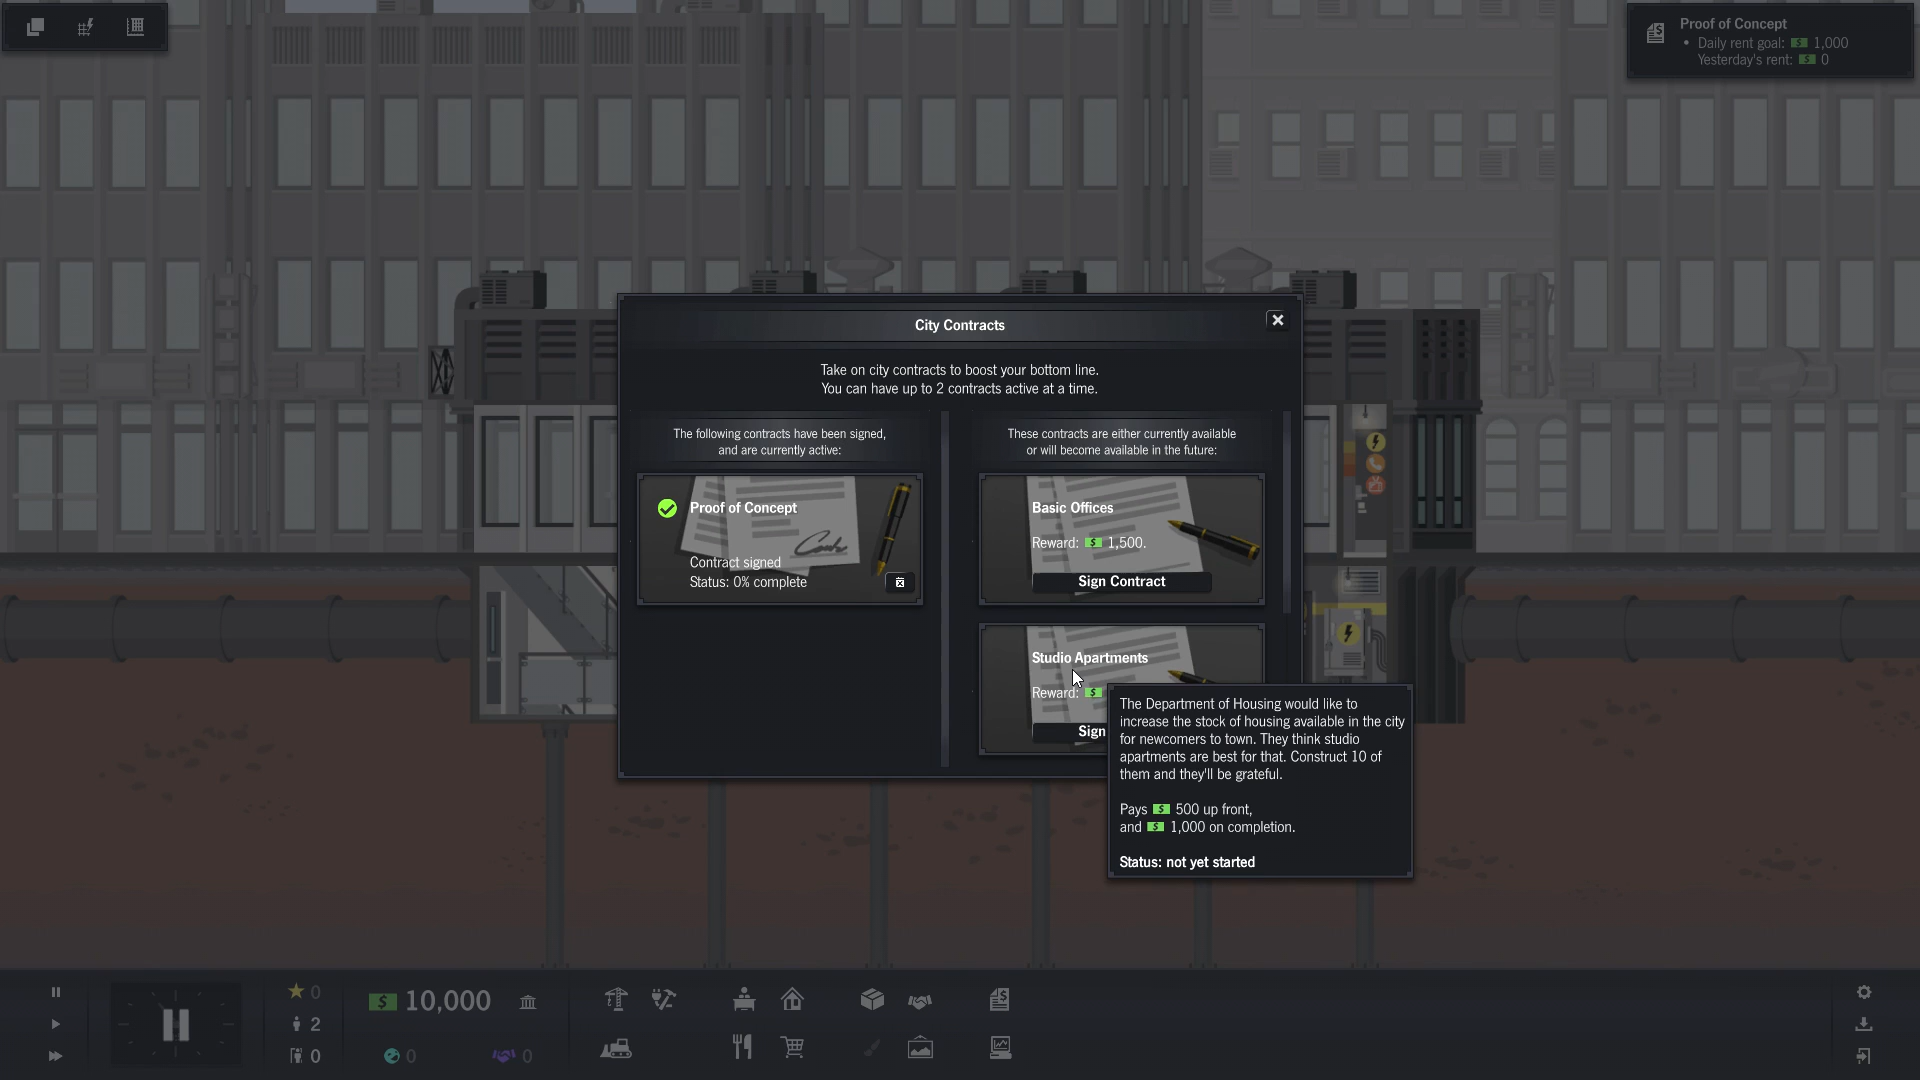 Proof of Concept
• Daily rent goal: 1,000
Yesterday's rent: 0
City Contracts
Take on city contracts to boost your bottom line.
You can have up to 2 contracts active at a time.
The following contracts have been signed,
and are currently active:
Proof of Concept
Contract signed
Status: 0% complete
These contracts are either currently available
or will become available in the future:
Basic Offices
Reward: $ 1,500.
Sign Contract
Studio Apartments
Reward: $
Sign
The Department of Housing would like to
increase the stock of housing available in the city
for newcomers to town. They think studio
apartments are best for that. Construct 10 of
them and they'll be grateful.
Pays $ 500 up front,
and $ 1,000 on completion.
Status: not yet started
0
2
0
$ 10,000
0
0